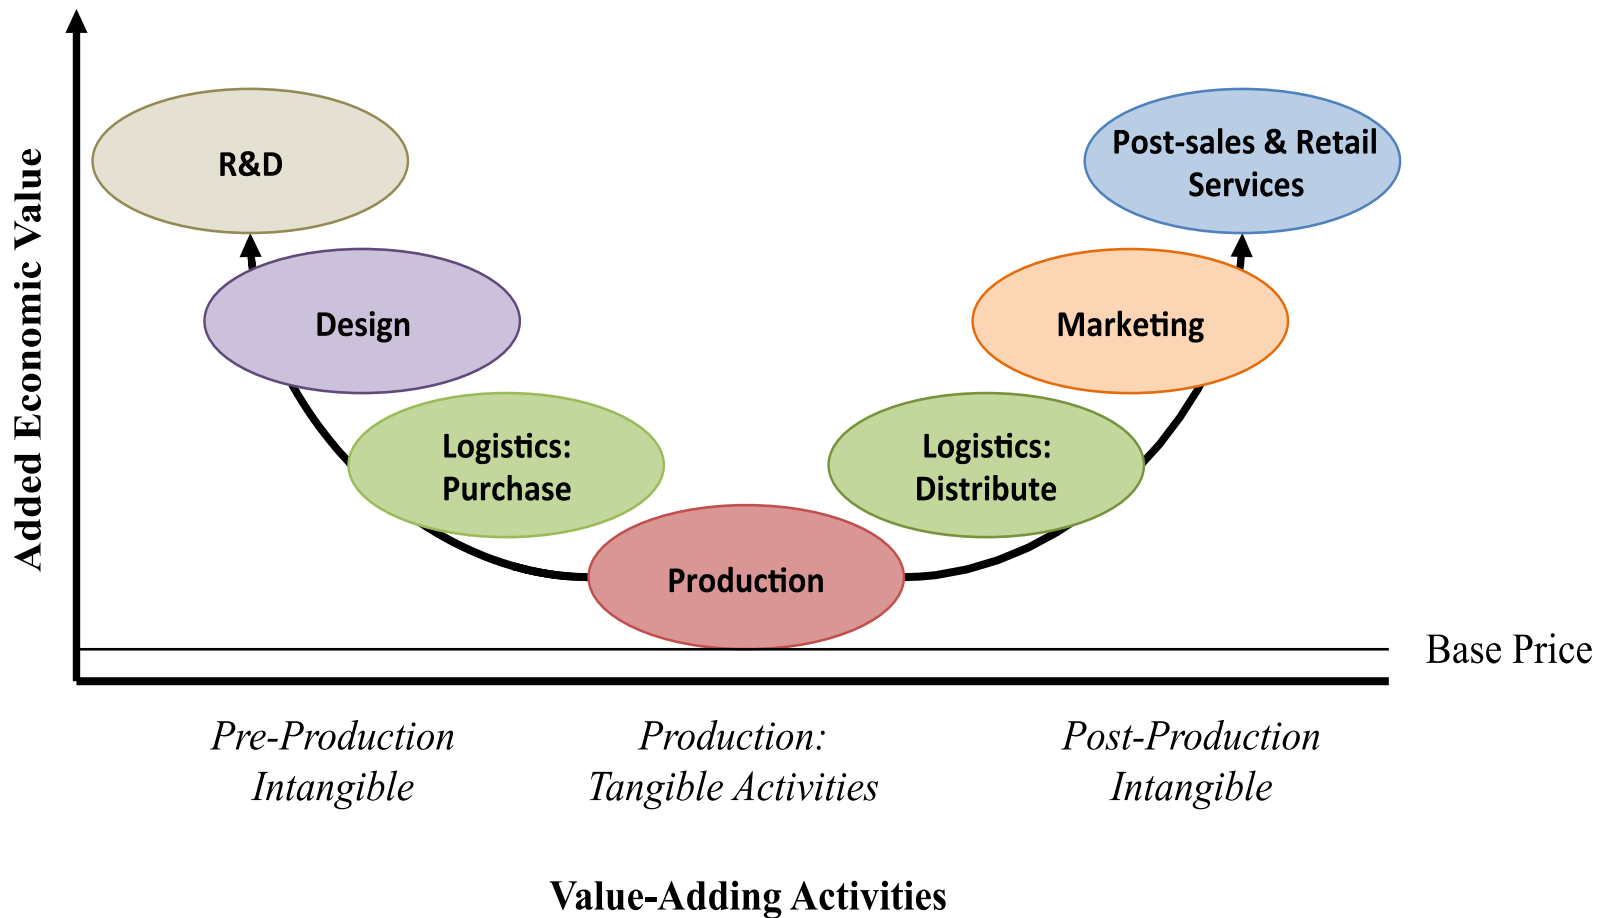 Added Economic Value
R&D
Post-sales & Retail
Services
Design
Marketing
Logistics:
Purchase
Logistics:
Distribute
Production
Base Price
Pre-Production
Intangible
Production:
Tangible Activities
Post-Production
Intangible
Value-Adding Activities